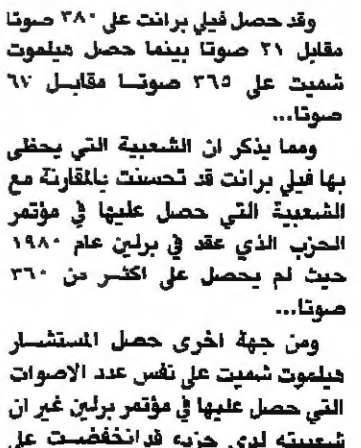 وقد حصل فيلي برانت على ٣٨٠ صوتا
مقابل ٢١ صوتا بينما حصل هيلموت
شميت على ٣٦٥ صوتا مقابل ٦٧
صوتا...
ومما يذكر ان الشعبية التي يحظى
بها فيلي برانت قد تحسنت بالمقارنة مع
الشعبية التي حصل عليها في مؤتمر
الحزب الذي عقد في برلين عام ١٩٨٠
حيث لم يحصل على اكثر من ٣٦٠
صوتا...
ومن جهة اخرى حصل المستشار
هيلموت شميت على نفس عدد الاصوات
التي حصل عليها في مؤتمر برلين غير ان
شعبيته لدى حزبه قد انخفضت على